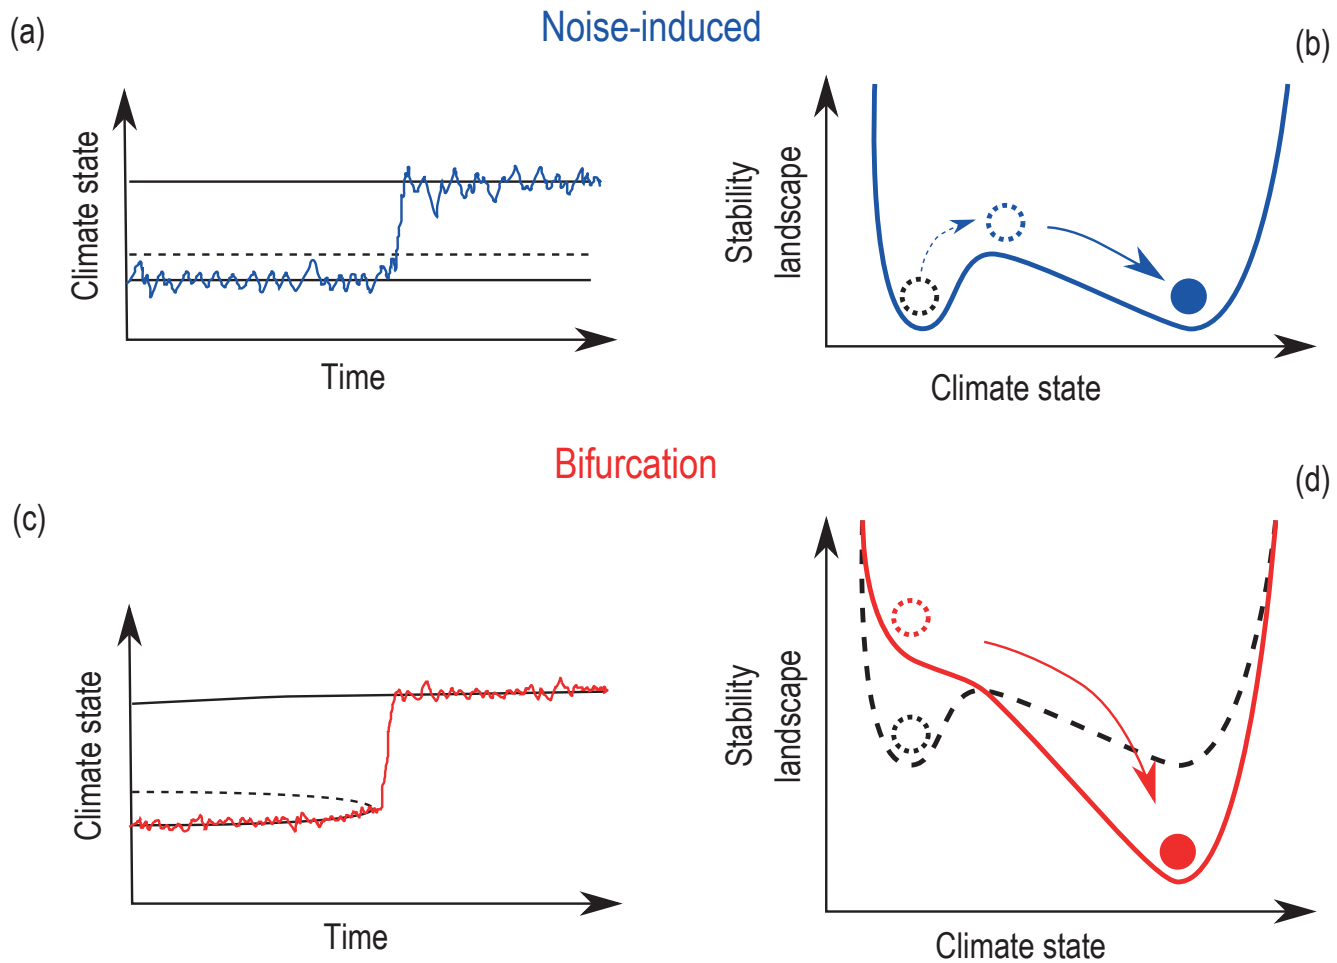 (a)
Noise-induced
(b)
Climate state
Time
Stability
landscape
Climate state
Bifurcation
(c)
(d)
Climate state
Time
Stability
landscape
Climate state